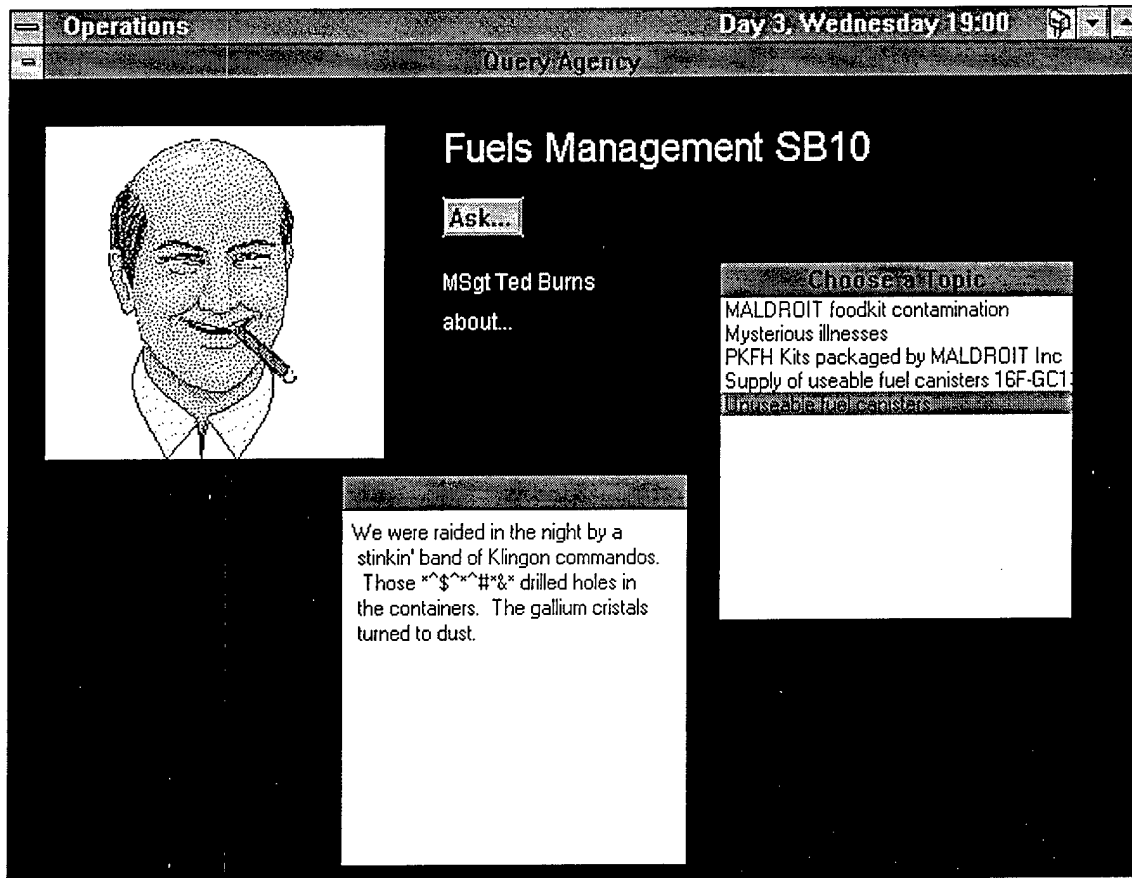 Operations
Day 3, Wednesday 19:00
Query Agency
Fuels Management SB10
Ask...
MSgt Ted Burns
about...
Choose a Topic
MALDROIT foodkit contamination
Mysterious illnesses
PKFH Kits packaged by MALDROIT Inc
Supply of useable fuel canisters 16F-GC13
Unuseable fuel canisters
We were raided in the night by a
stinkin' band of Klingon commandos.
Those *^$^*^#*&* drilled holes in
the containers.  The gallium cristals
turned to dust.